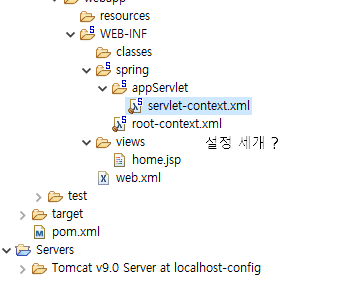 webapp
resources
WEB-INF
classes
spring
appServlet
servlet-context.xml
root-context.xml
views 설정 세개 ?
home.jsp
web.xml
test
target
pom.xml
Servers
Tomcat v9.0 Server at localhost-config